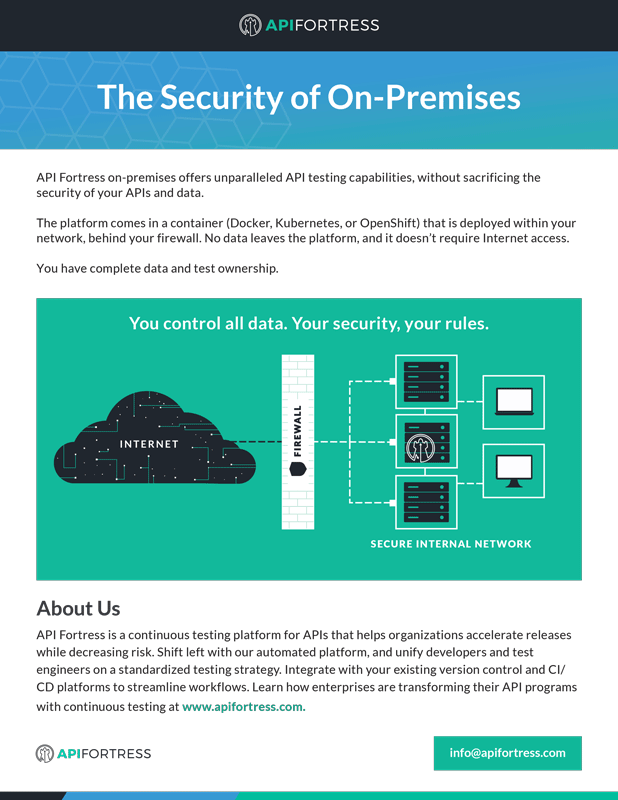 APIFORTRESS
The Security of On-Premises
API Fortress on-premises offers unparalleled API testing capabilities, without sacrificing the
security of your APIs and data.
The platform comes in a container (Docker, Kubernetes, or OpenShift) that is deployed within your
network, behind your firewall. No data leaves the platform, and it doesn't require Internet access.
You have complete data and test ownership.
You control all data. Your security, your rules.
INTERNET
FIREWALL
SECURE INTERNAL NETWORK
About Us
API Fortress is a continuous testing platform for APIs that helps organizations accelerate releases
while decreasing risk. Shift left with our automated platform, and unify developers and test
engineers on a standardized testing strategy. Integrate with your existing version control and CI/
CD platforms to streamline workflows. Learn how enterprises are transforming their API programs
with continuous testing at www.apifortress.com.
APIFORTRESS
info@apifortress.com